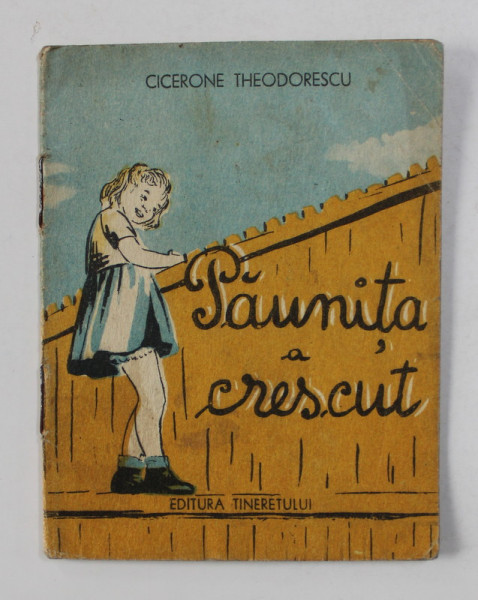 CICERONE THEODORESCU
Păunița
a
crescut
EDITURA TINERETULUI